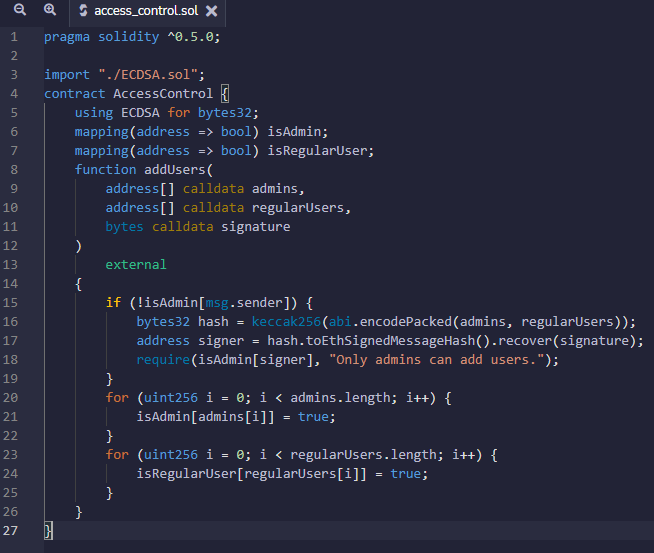 access_control.sol
1 pragma solidity ^0.5.0;
2
3 import "./ECDSA.sol";
4 contract AccessControl {
5     using ECDSA for bytes32;
6     mapping(address => bool) isAdmin;
7     mapping(address => bool) isRegularUser;
8     function addUsers(
9         address[] calldata admins,
10         address[] calldata regularUsers,
11         bytes calldata signature
12     )
13         external
14     {
15         if (!isAdmin[msg.sender]) {
16             bytes32 hash = keccak256(abi.encodePacked(admins, regularUsers));
17             address signer = hash.toEthSignedMessageHash().recover(signature);
18             require(isAdmin[signer], "Only admins can add users.");
19         }
20         for (uint256 i = 0; i < admins.length; i++) {
21             isAdmin[admins[i]] = true;
22         }
23         for (uint256 i = 0; i < regularUsers.length; i++) {
24             isRegularUser[regularUsers[i]] = true;
25         }
26     }
27 }